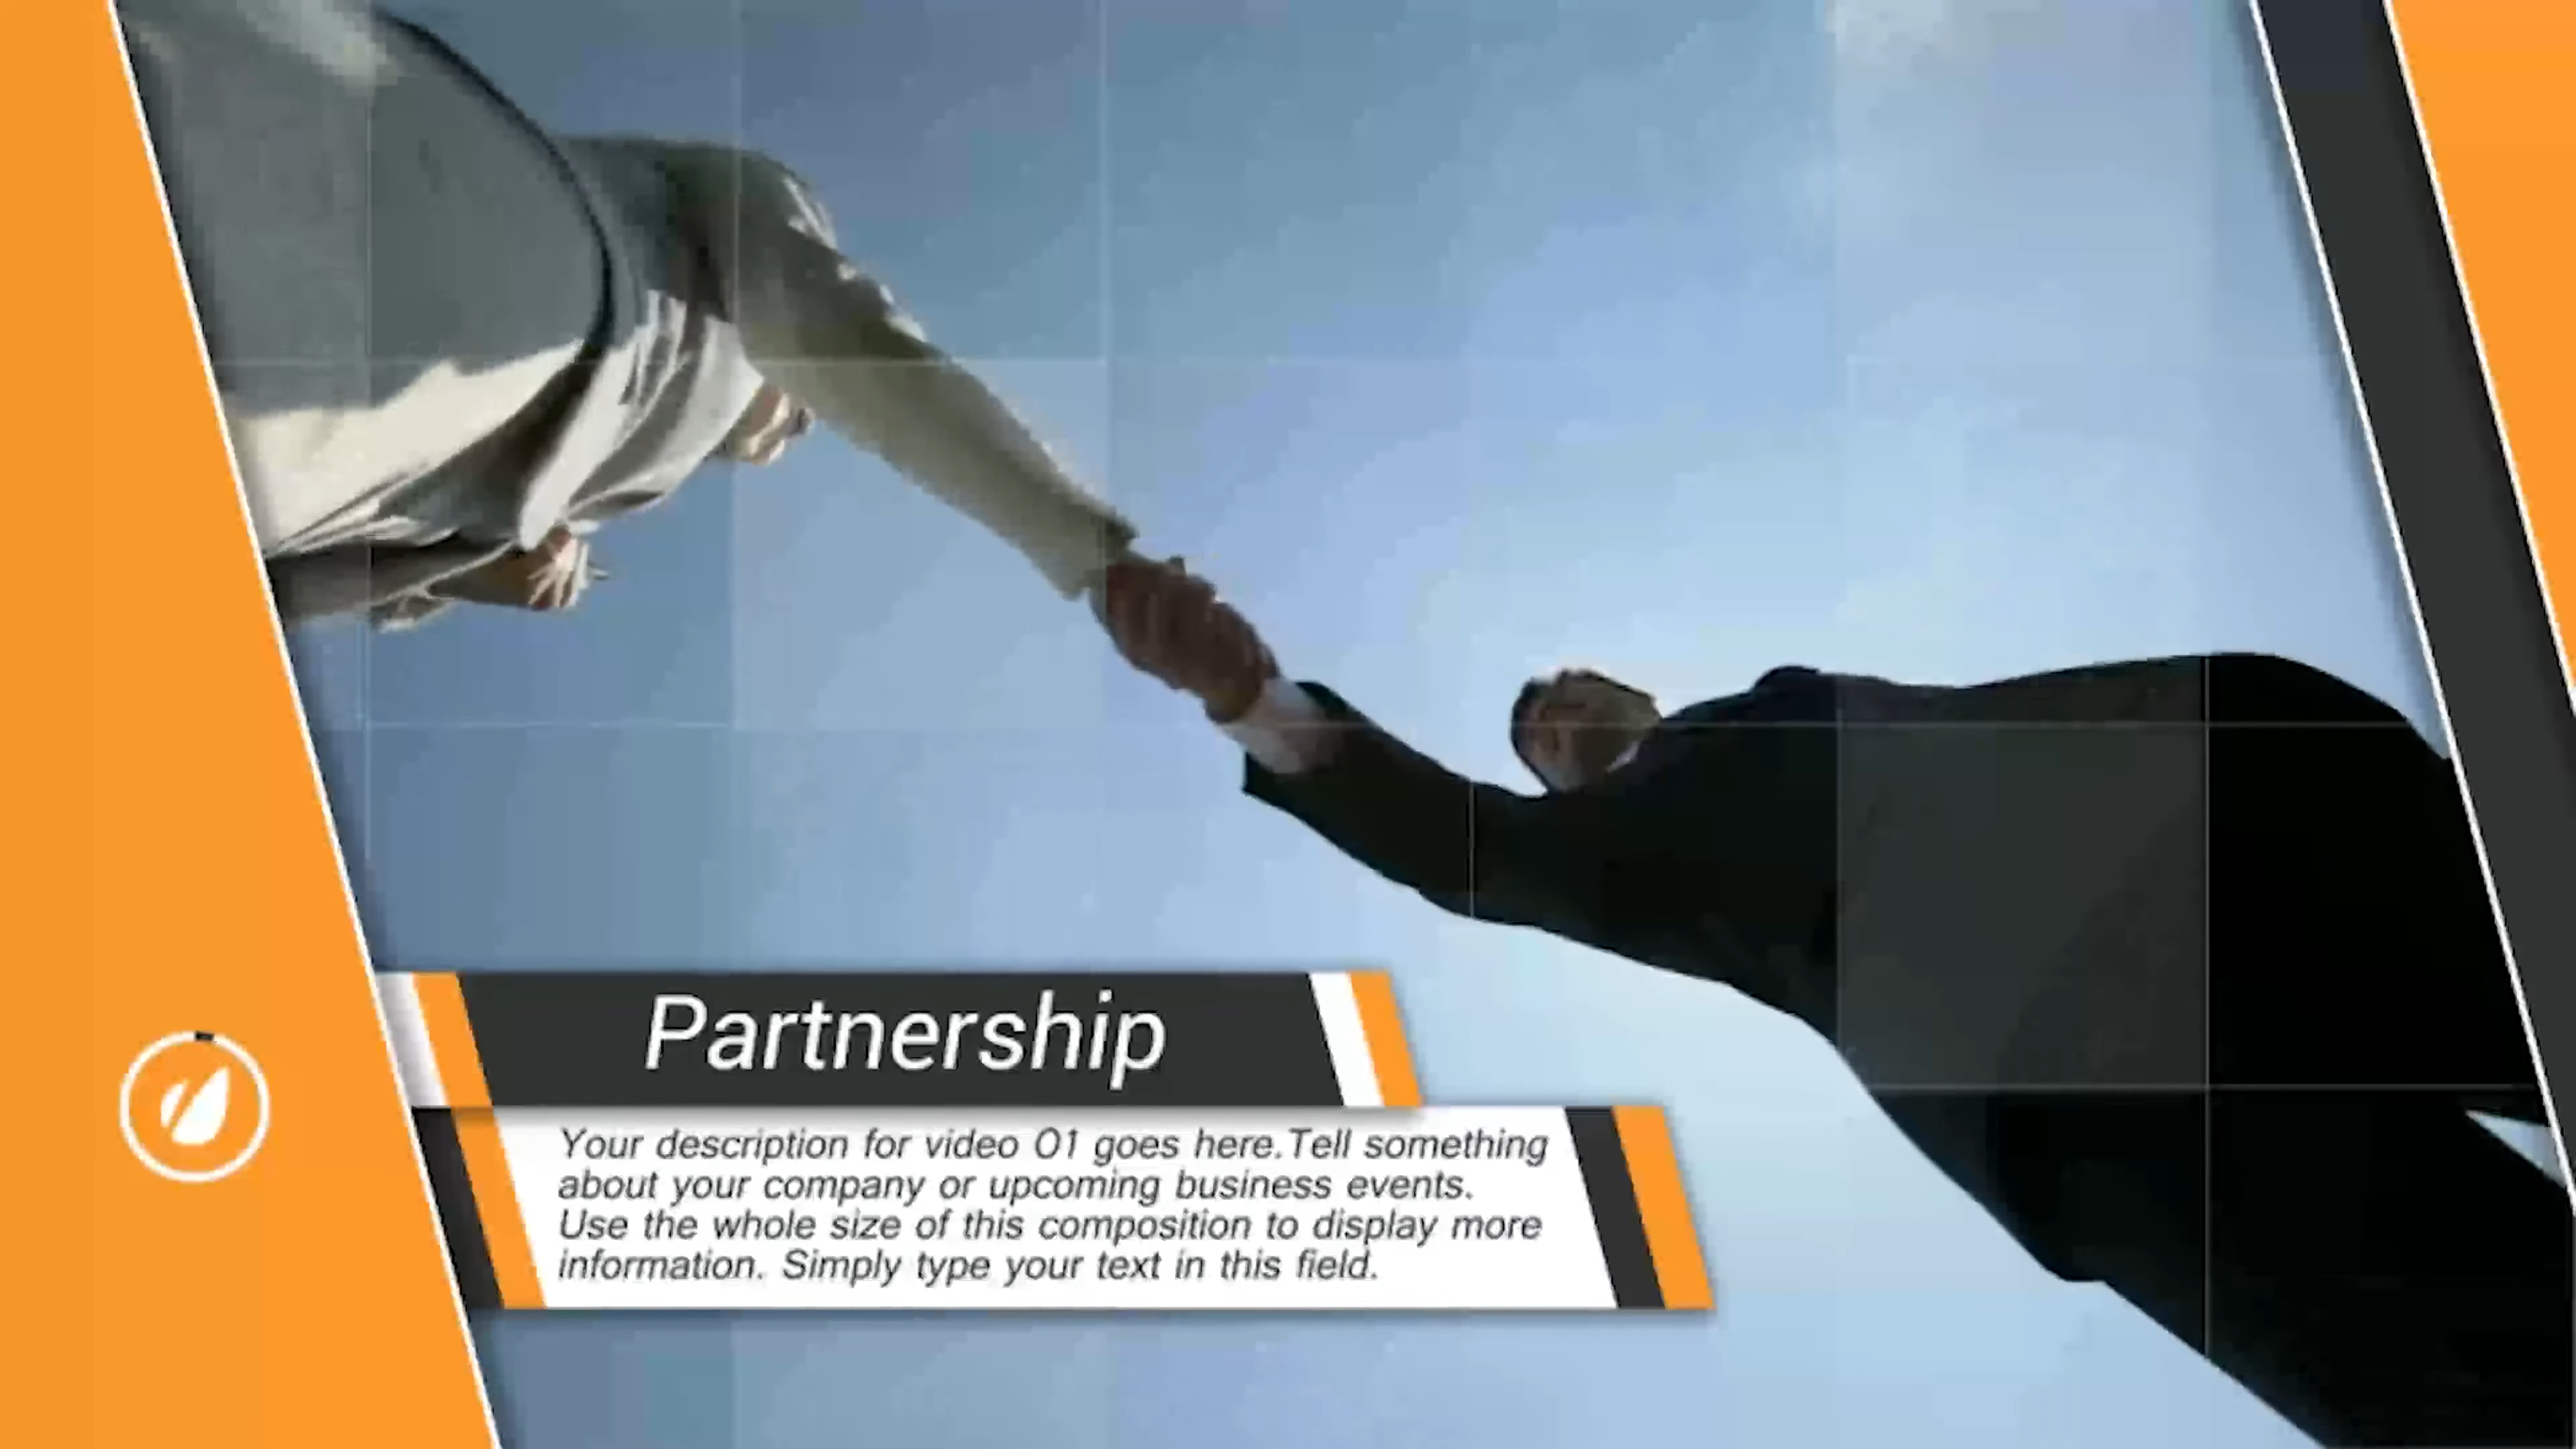 Partnership
Your description for video 01 goes here.Tell something
about your company or upcoming business events.
Use the whole size of this composition to display more
information. Simply type your text in this field.